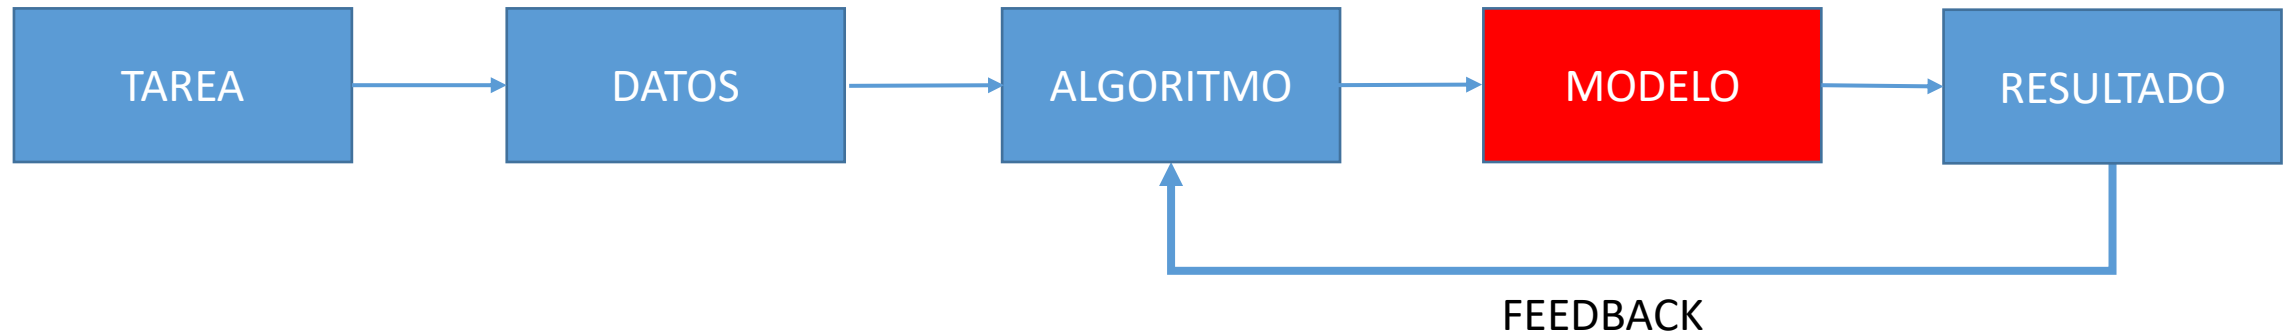 TAREA
DATOS
ALGORITMO
MODELO
RESULTADO
FEEDBACK